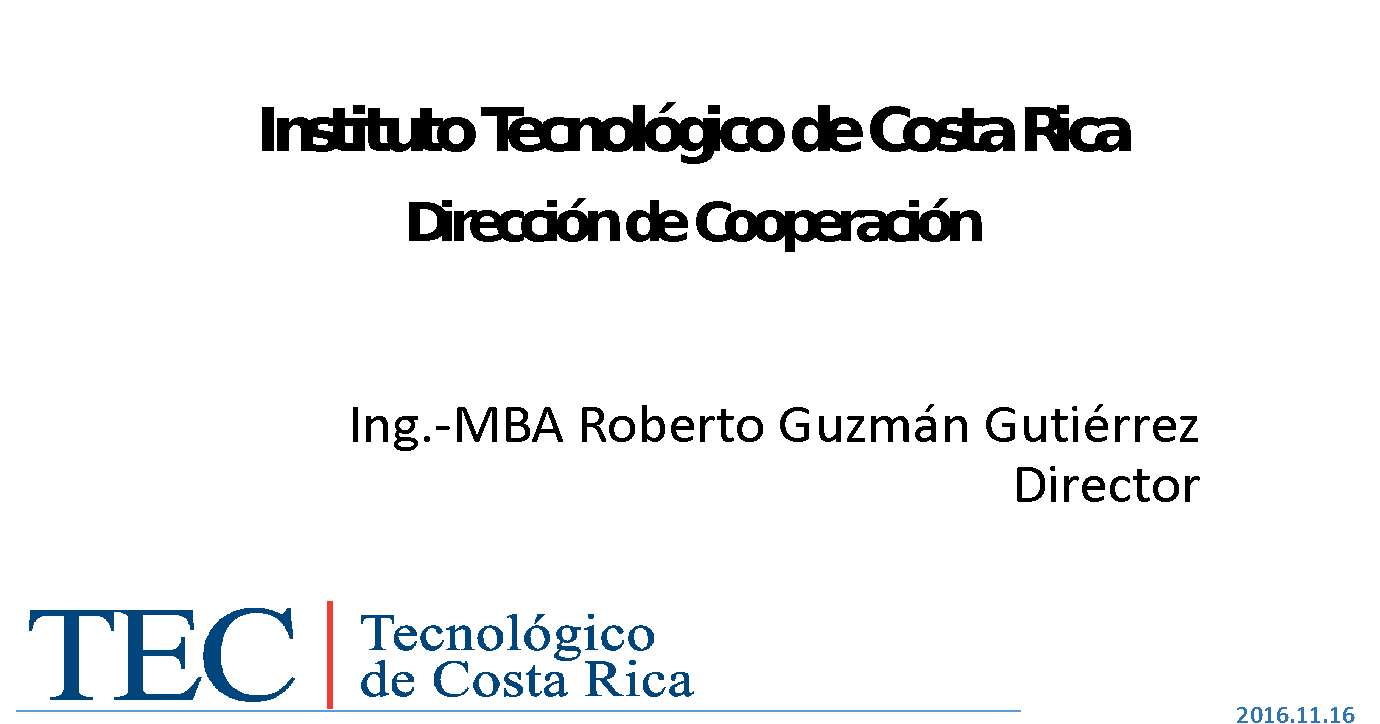 Instituto Tecnológico de Costa Rica
Dirección de Cooperación
Ing.-MBA Roberto Guzmán Gutiérrez
Director
TEC
Tecnológico
de Costa Rica
2016.11.16